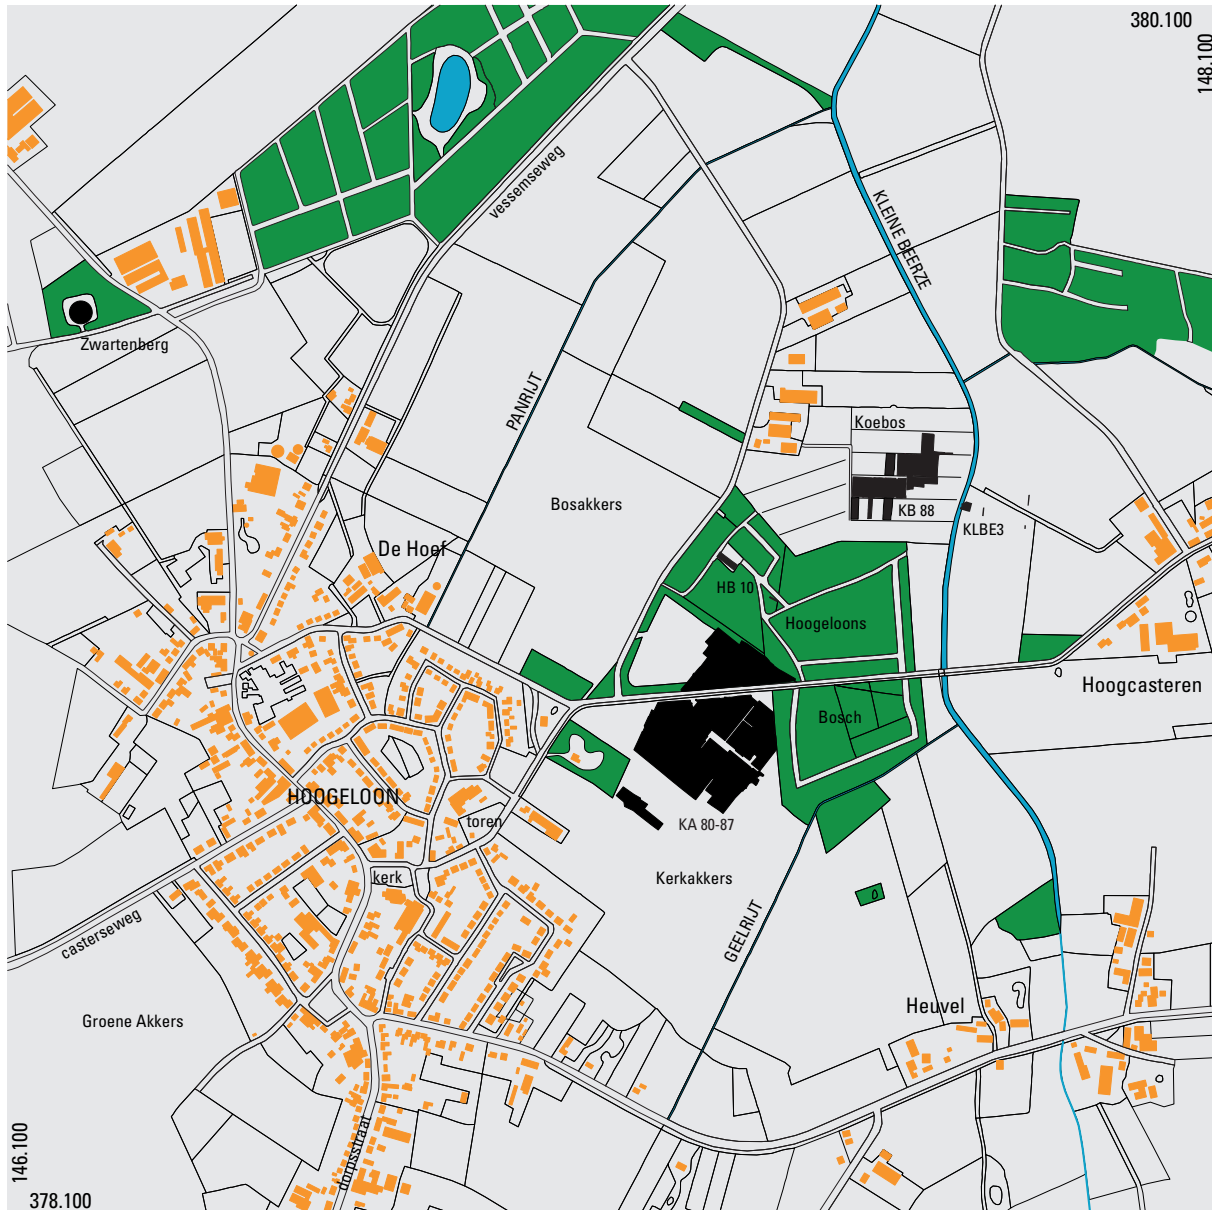 380.100
148.100
vessemseweg
KLEINE BEERZE
Zwartenberg
PANRIJT
Koebos
Bosakkers
KB 88
KLBE3
De Hoef
HB 10
Hoogeloons
Hoogcasteren
Bosch
HOOGELOON
toren
KA 80-87
kerk
Kerkakkers
casterseweg
GEELRIJT
Heuvel
Groene Akkers
dorpsstraat
146.100
378.100